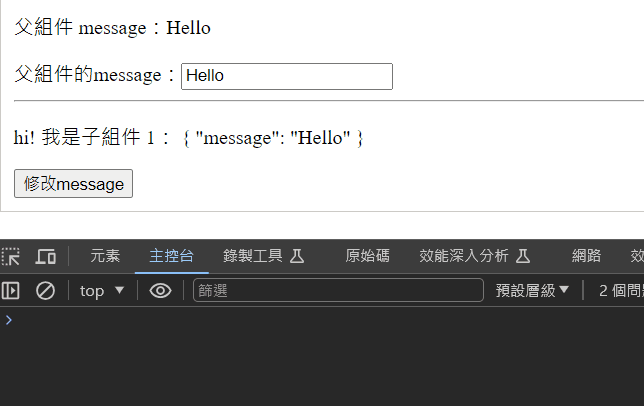 父組件 message：Hello
父組件的message：Hello
hi! 我是子組件 1： { "message": "Hello" }
修改message
元素 主控台 錄製工具 原始碼 效能深入分析 網路 效
top 篩選 預設層級 2 個問